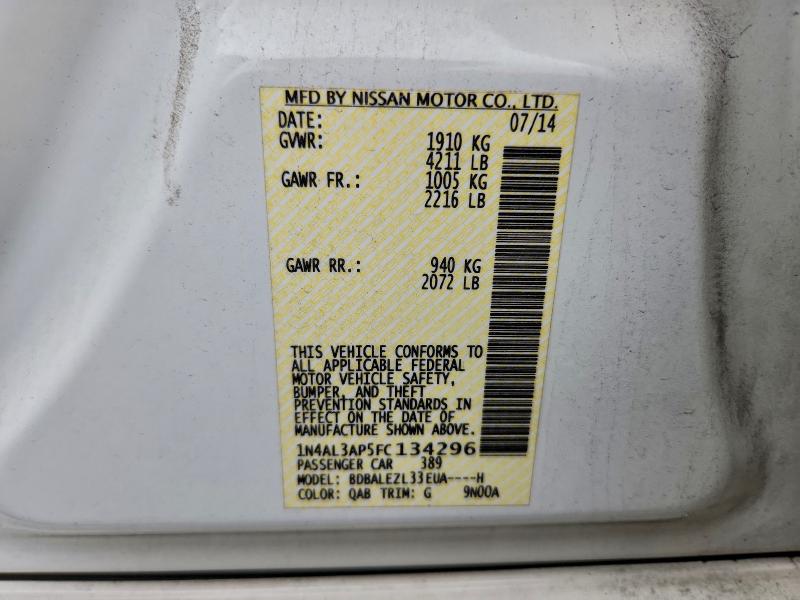 MFD BY NISSAN MOTOR CO., LTD.
DATE: 07/14
GVWR: 1910 KG
4211 LB
GAWR FR.: 1005 KG
2216 LB
GAWR RR.: 940 KG
2072 LB
THIS VEHICLE CONFORMS TO
ALL APPLICABLE FEDERAL
MOTOR VEHICLE SAFETY,
BUMPER, AND THEFT
PREVENTION STANDARDS IN
EFFECT ON THE DATE OF
MANUFACTURE SHOWN ABOVE.
1N4AL3AP5FC134296
PASSENGER CAR 389
MODEL: BDBALEZL33EUA----H
COLOR: QAB TRIM: G 9N00A